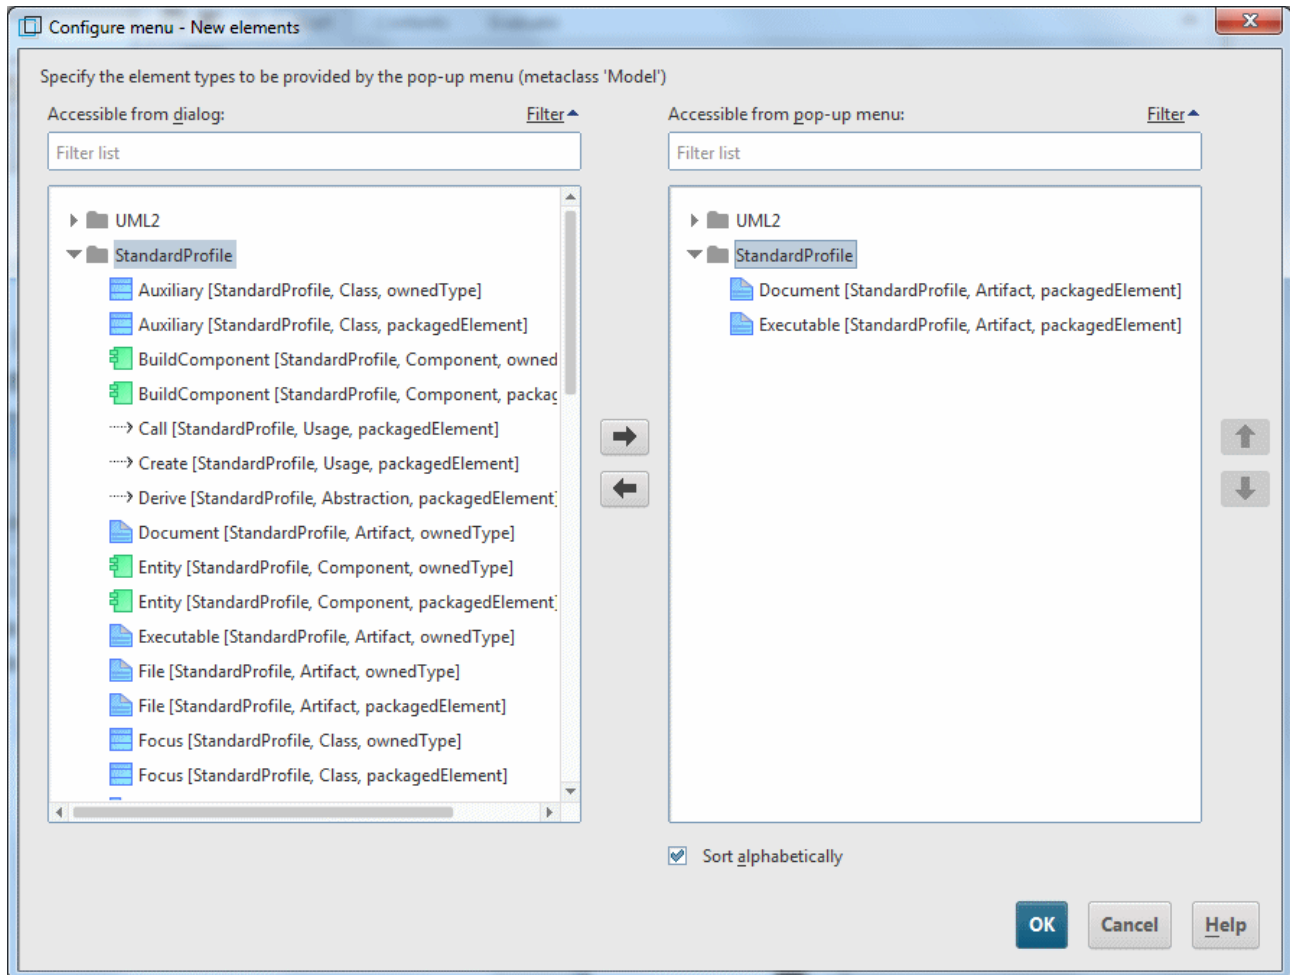 Configure menu - New elements
Specify the element types to be provided by the pop-up menu (metaclass 'Model')
Accessible from dialog:
Filter
Filter list
UML2
StandardProfile
Auxiliary [StandardProfile, Class, ownedType]
Auxiliary [StandardProfile, Class, packagedElement]
BuildComponent [StandardProfile, Component, owned
BuildComponent [StandardProfile, Component, packag
Call [StandardProfile, Usage, packagedElement]
Create [StandardProfile, Usage, packagedElement]
Derive [StandardProfile, Abstraction, packagedElement]
Document [StandardProfile, Artifact, ownedType]
Entity [StandardProfile, Component, ownedType]
Entity [StandardProfile, Component, packagedElement]
Executable [StandardProfile, Artifact, ownedType]
File [StandardProfile, Artifact, ownedType]
File [StandardProfile, Artifact, packagedElement]
Focus [StandardProfile, Class, ownedType]
Focus [StandardProfile, Class, packagedElement]
Accessible from pop-up menu:
Filter
Filter list
UML2
StandardProfile
Document [StandardProfile, Artifact, packagedElement]
Executable [StandardProfile, Artifact, packagedElement]
Sort alphabetically
OK
Cancel
Help